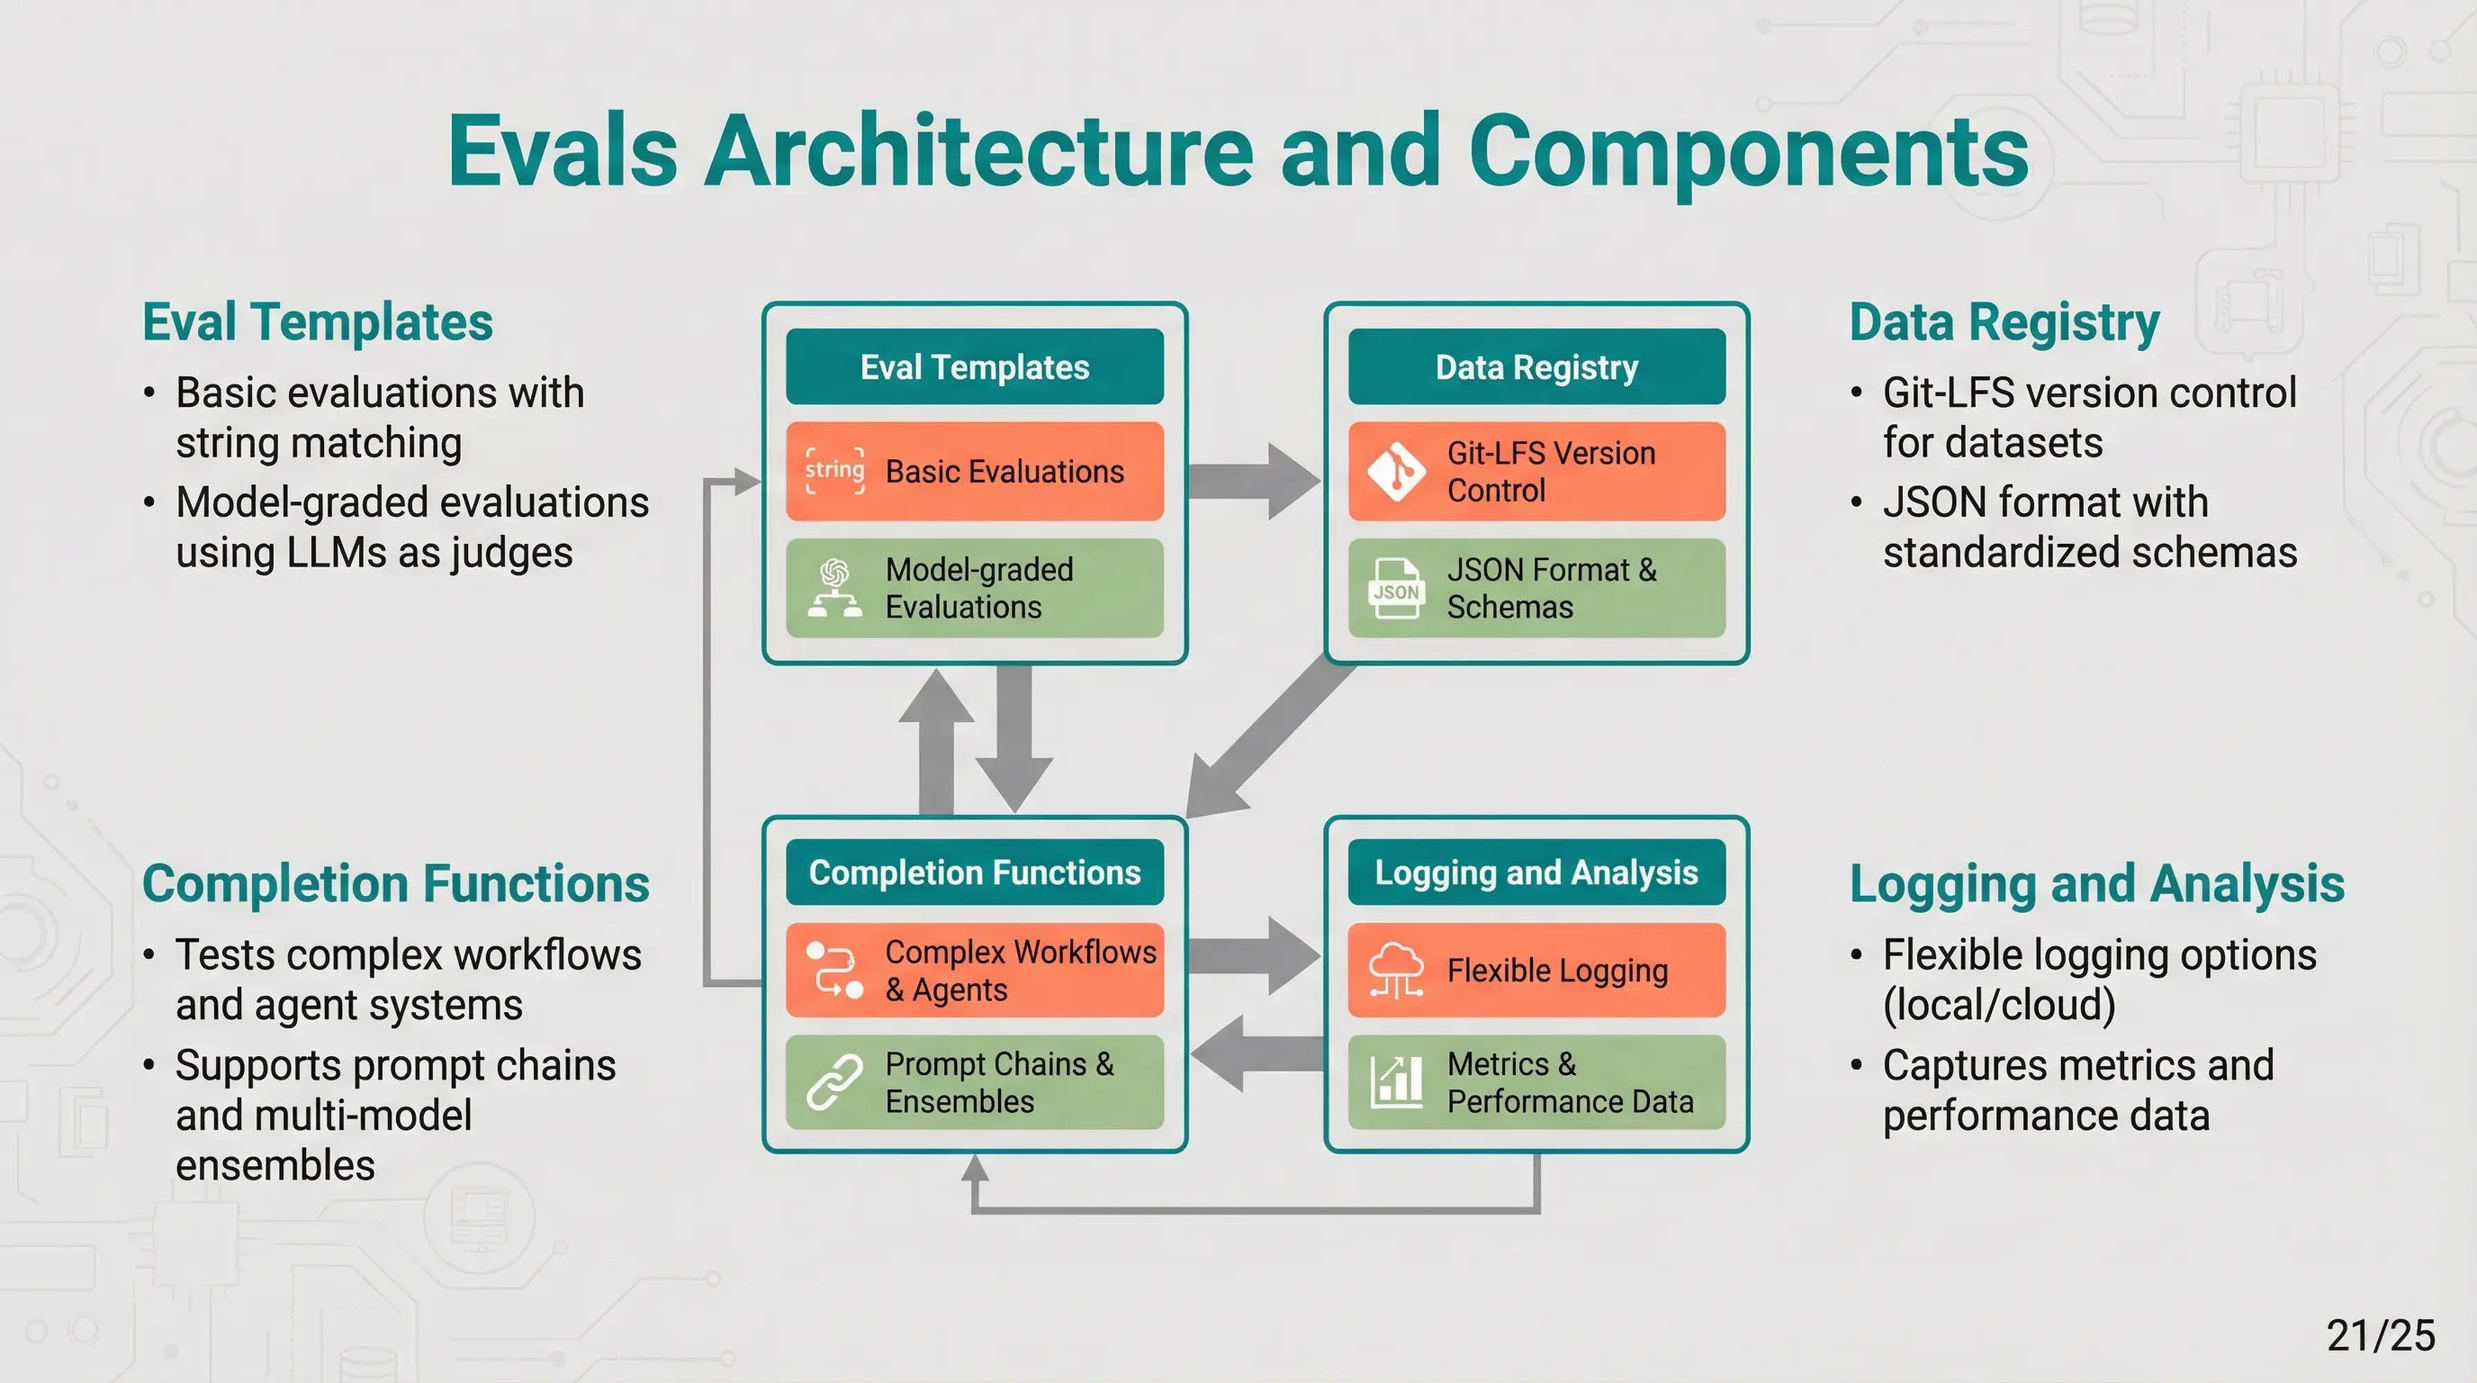 Evals Architecture and Components
Eval Templates
• Basic evaluations with
string matching
• Model-graded evaluations
using LLMs as judges
Completion Functions
• Tests complex workflows
and agent systems
• Supports prompt chains
and multi-model
ensembles
Eval Templates
string
Basic Evaluations
Model-graded
Evaluations
Data Registry
Git-LFS Version
Control
JSON
JSON Format &
Schemas
Completion Functions
Complex Workflows
& Agents
Prompt Chains &
Ensembles
Logging and Analysis
Flexible Logging
Metrics &
Performance Data
Data Registry
• Git-LFS version control
for datasets
• JSON format with
standardized schemas
Logging and Analysis
• Flexible logging options
(local/cloud)
• Captures metrics and
performance data
21/25